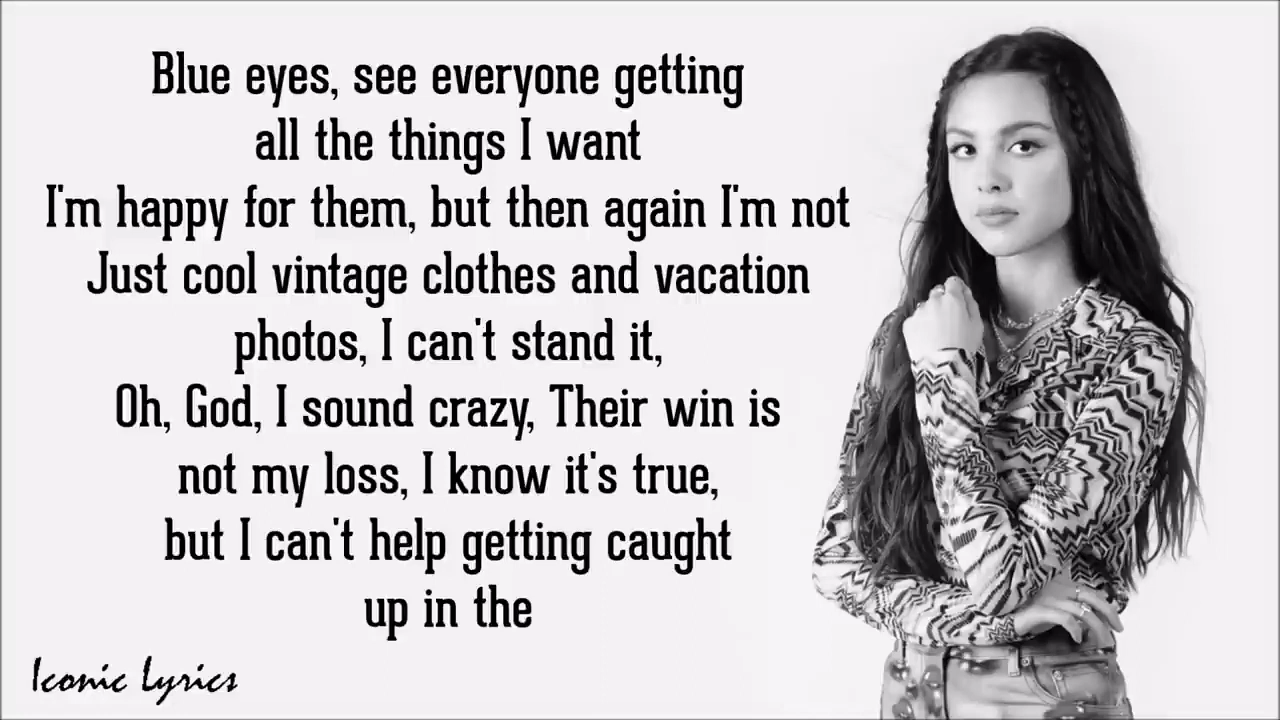 Blue eyes, see everyone getting
all the things I want
I'm happy for them, but then again I'm not
Just cool vintage clothes and vacation
photos, I can't stand it,
Oh, God, I sound crazy, Their win is
not my loss, I know it's true,
but I can't help getting caught
up in the
Iconic Lyrics